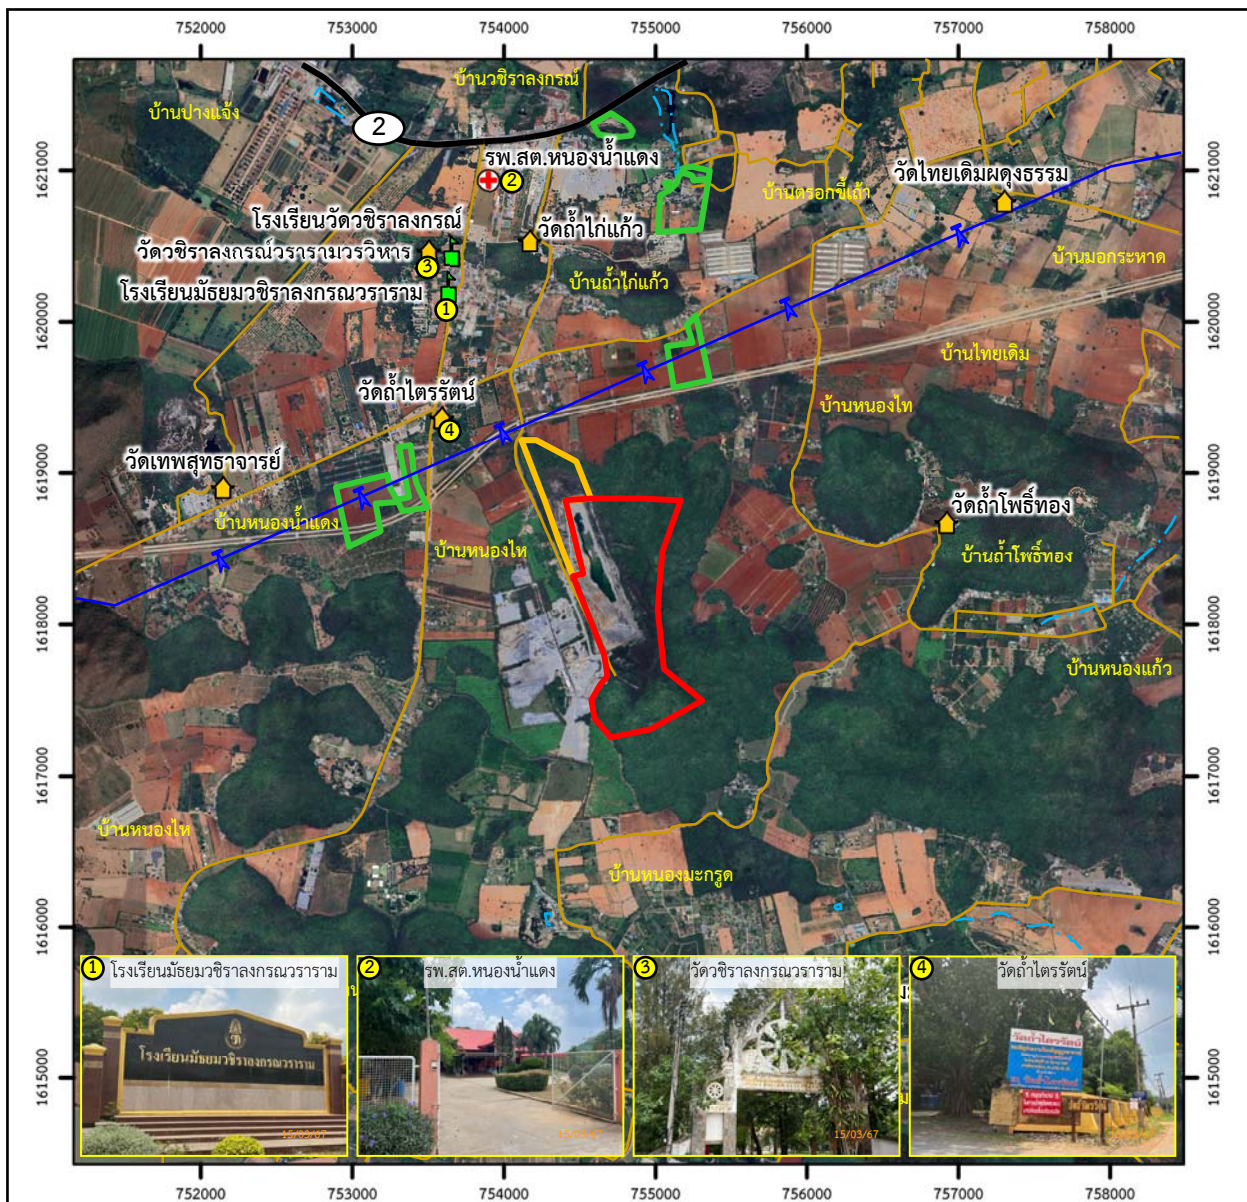 752000 753000 754000 755000 756000 757000 758000
บ้านวชิราลงกรณ์
บ้านปางแจ้ง
2
รพ.สต.หนองน้ำแดง
2
1621000
1621000
วัดไทยเดิมผดุงธรรม
บ้านตรอกขี้เถ้า
โรงเรียนวัดวชิราลงกรณ์
วัดถ้ำไก่แก้ว
วัดวชิราลงกรณ์วรารามวรวิหาร
3
บ้านมอกระหาด
บ้านถ้ำไก่แก้ว
โรงเรียนมัธยมวชิราลงกรณวราราม
1
1620000
1620000
บ้านไทยเดิม
วัดถ้ำไตรรัตน์
4
บ้านหนองไท
1619000
1619000
วัดเทพสุทธาจารย์
วัดถ้ำโพธิ์ทอง
บ้านหนองน้ำแดง
บ้านหนองไห
บ้านถ้ำโพธิ์ทอง
1618000
1618000
บ้านหนองแก้ว
1617000
1617000
บ้านหนองไห
บ้านหนองมะกรูด
1616000
1616000
1 โรงเรียนมัธยมวชิราลงกรณวราราม
2 รพ.สต.หนองน้ำแดง
3 วัดวชิราลงกรณวราราม
4 วัดถ้ำไตรรัตน์
โรงเรียนมัธยมวชิราลงกรณวราราม
วัดถ้ำไตรรัตน์
15/03/67
15/03/67
15/03/67
1615000
1615000
752000 753000 754000 755000 756000 757000 758000